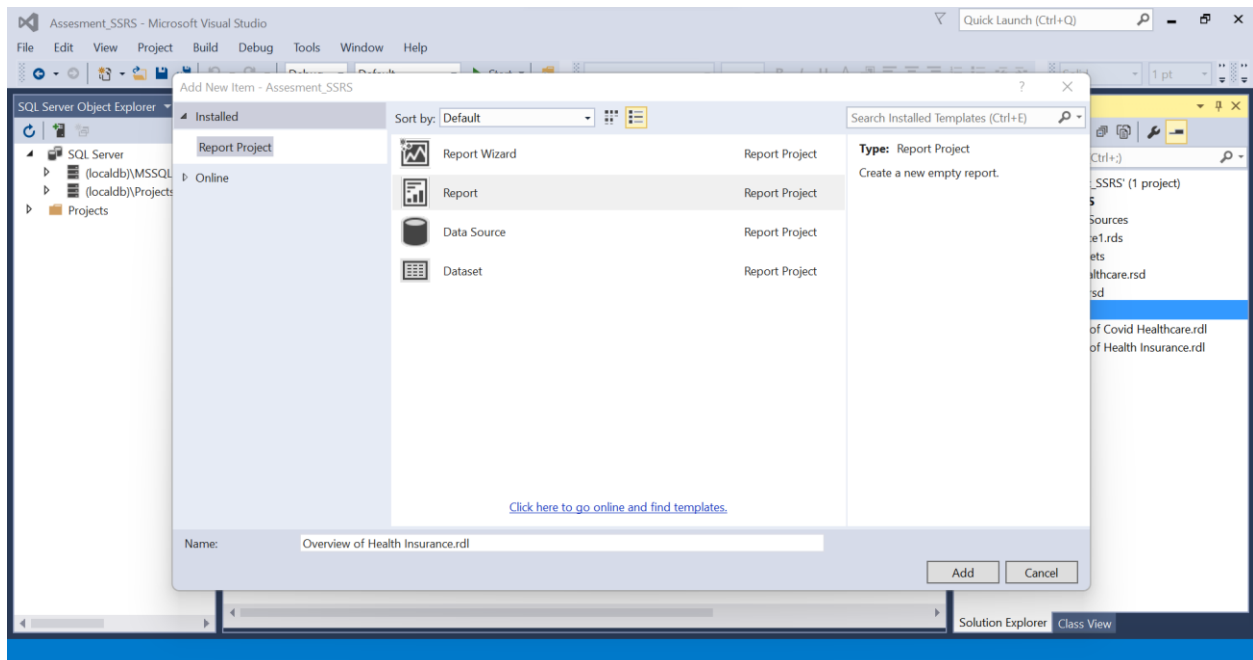 Assesment_SSRS - Microsoft Visual Studio
Quick Launch (Ctrl+Q)
File Edit View Project Build Debug Tools Window Help
1 pt
Add New Item - Assesment_SSRS
?
SQL Server Object Explorer
SQL Server
(localdb)\MSSQL
(localdb)\Projects
Projects
Installed
Report Project
Online
Sort by: Default
Search Installed Templates (Ctrl+E)
Report Wizard Report Project
Report Report Project
Data Source Report Project
Dataset Report Project
Type: Report Project
Create a new empty report.
Click here to go online and find templates.
Name: Overview of Health Insurance.rdl
Add Cancel
Ctrl+;)
_SSRS' (1 project)
S
Sources
e1.rds
ets
althcare.rsd
rsd
of Covid Healthcare.rdl
of Health Insurance.rdl
Solution Explorer Class View